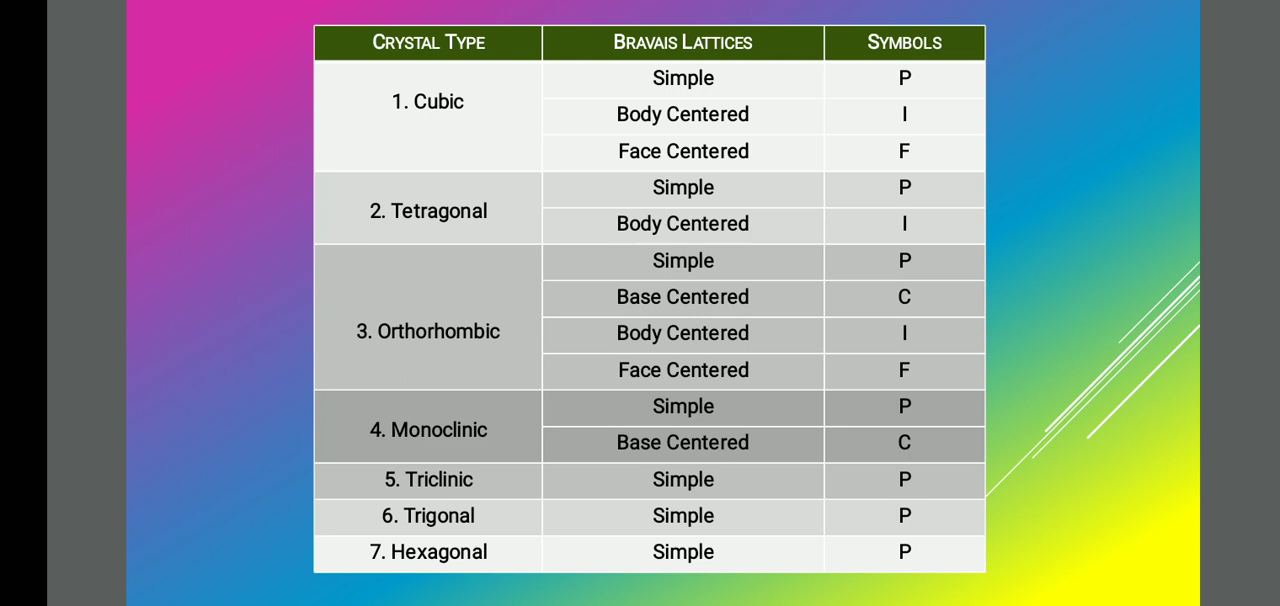 CRYSTAL TYPE BRAVAIS LATTICES SYMBOLS
1. Cubic
Simple P
Body Centered I
Face Centered F
2. Tetragonal
Simple P
Body Centered I
3. Orthorhombic
Simple P
Base Centered C
Body Centered I
Face Centered F
4. Monoclinic
Simple P
Base Centered C
5. Triclinic Simple P
6. Trigonal Simple P
7. Hexagonal Simple P